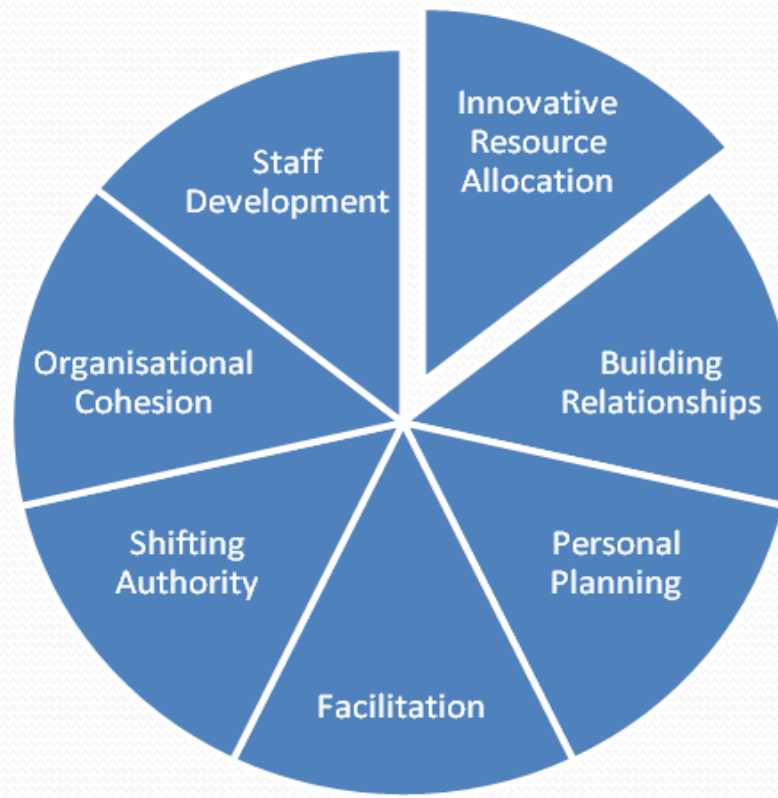 Innovative
Resource
Allocation
Building
Relationships
Personal
Planning
Facilitation
Shifting
Authority
Organisational
Cohesion
Staff
Development